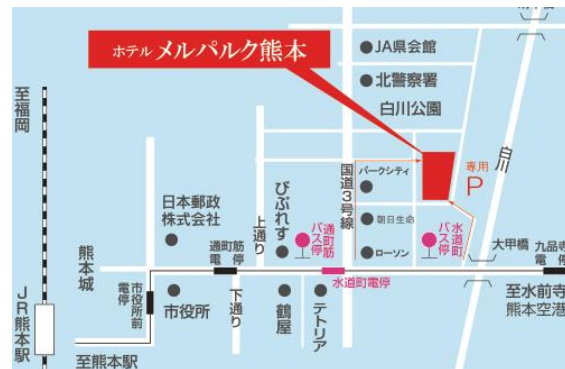 ホテル メルパルク熊本
JA県会館
北警察署
白川公園
至福岡
国道3号線
パークシティ
専用
P
白川
日本郵政
株式会社
びぷれす
上通り
通町筋
バス停
朝日生命
水道町
バス停
熊本城
通町筋
電停
ローソン
大甲橋
九品寺
電停
市役所前
電停
市役所
下通り
鶴屋
テトリア
水道町電停
至水前寺
熊本空港
JR熊本駅
至熊本駅